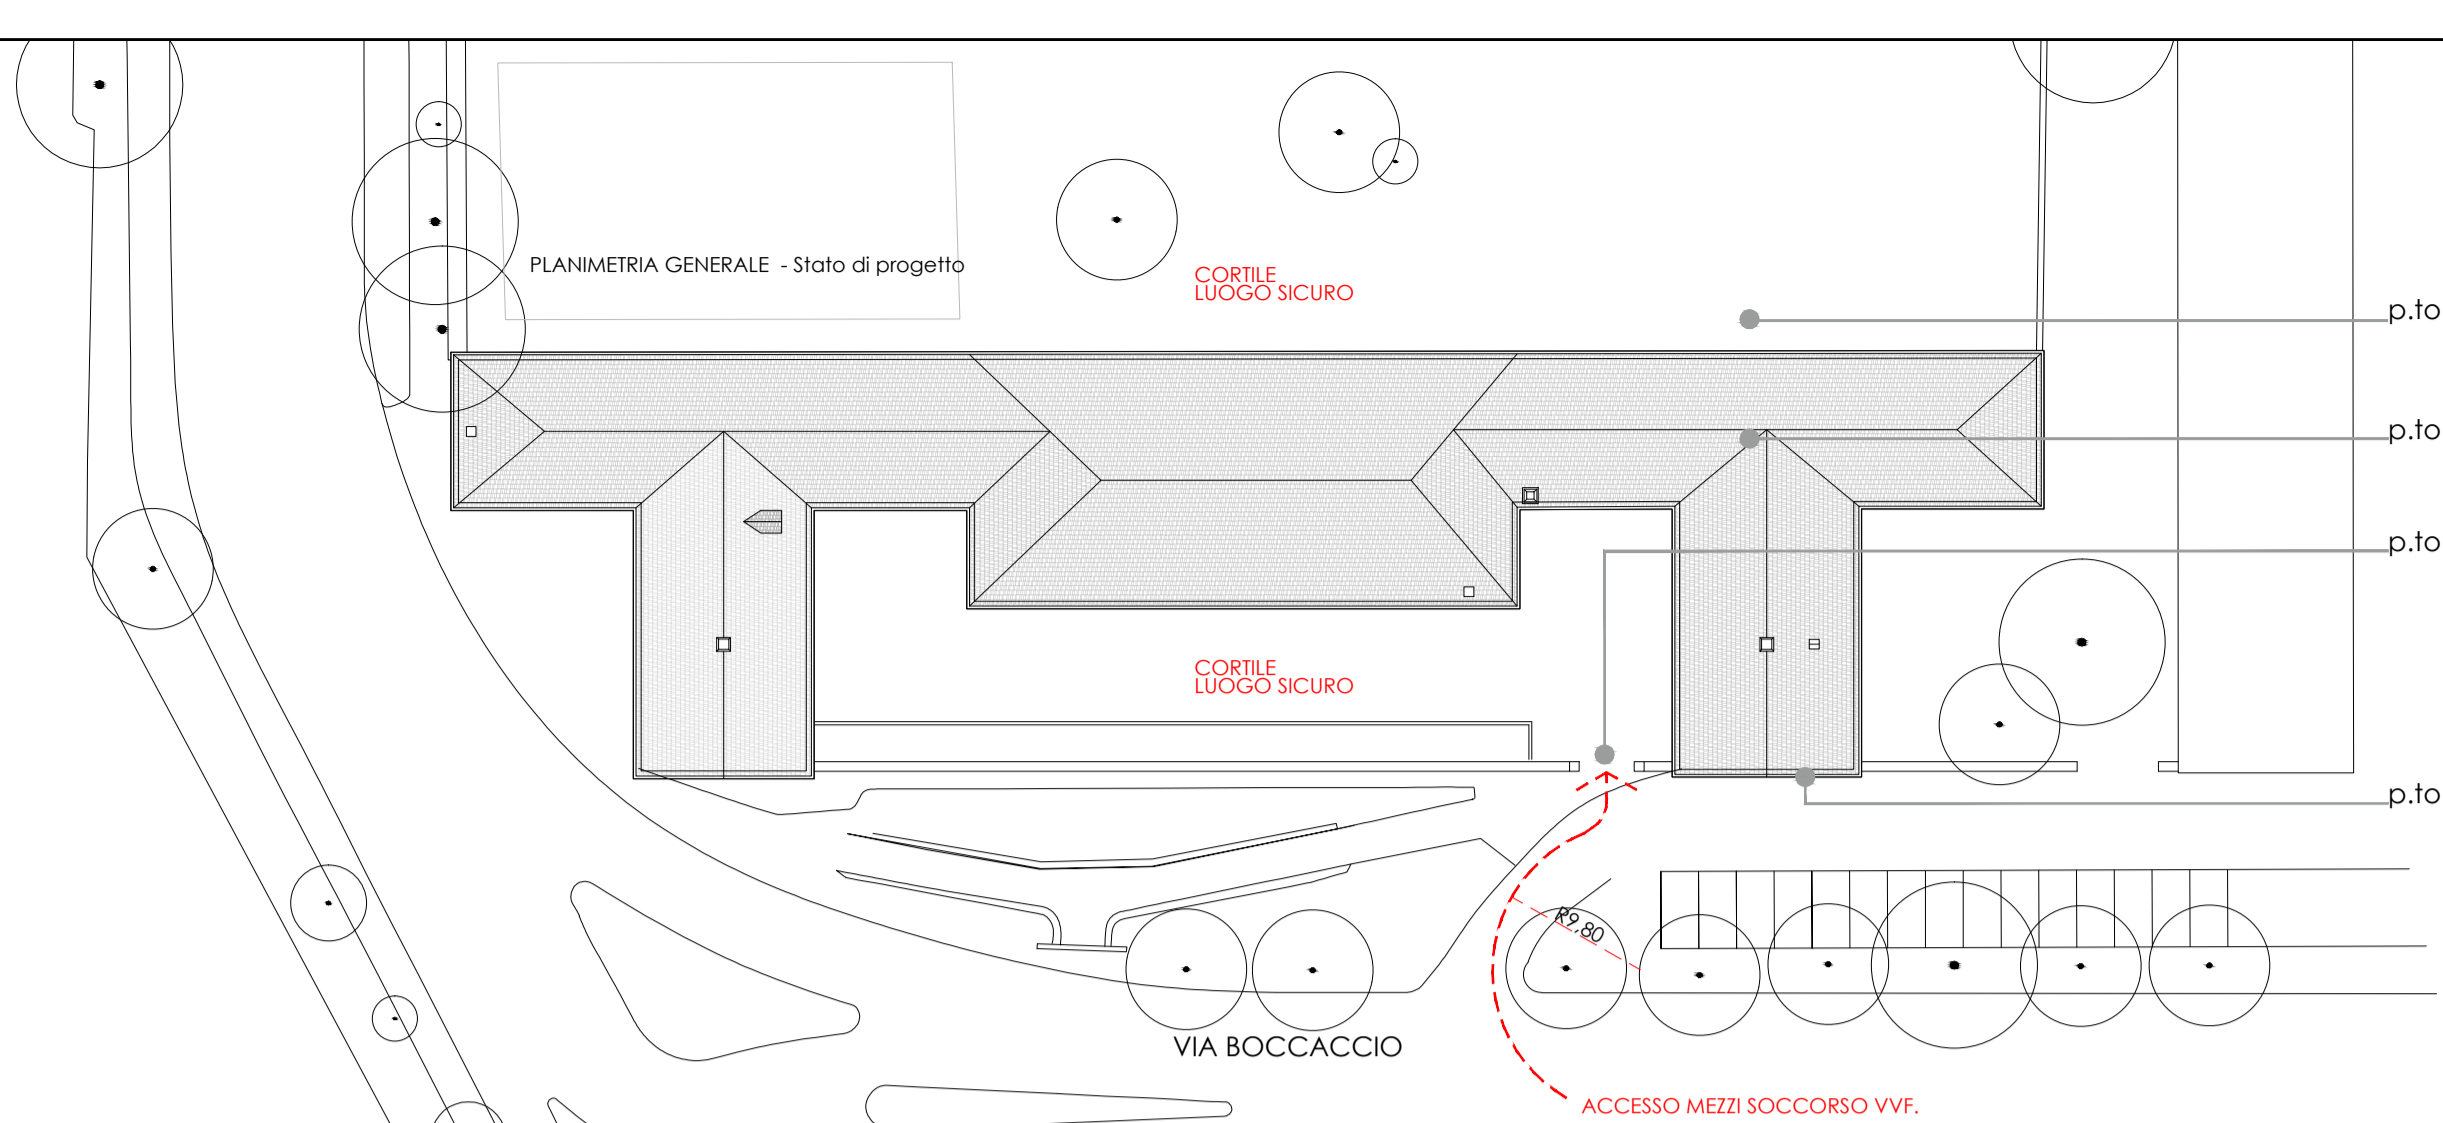 PLANIMETRIA GENERALE - Stato di progetto
CORTILE
LUOGO SICURO
p.to
p.to
p.to
CORTILE
LUOGO SICURO
p.to
R9,80
VIA BOCCACCIO
ACCESSO MEZZI SOCCORSO VVF.